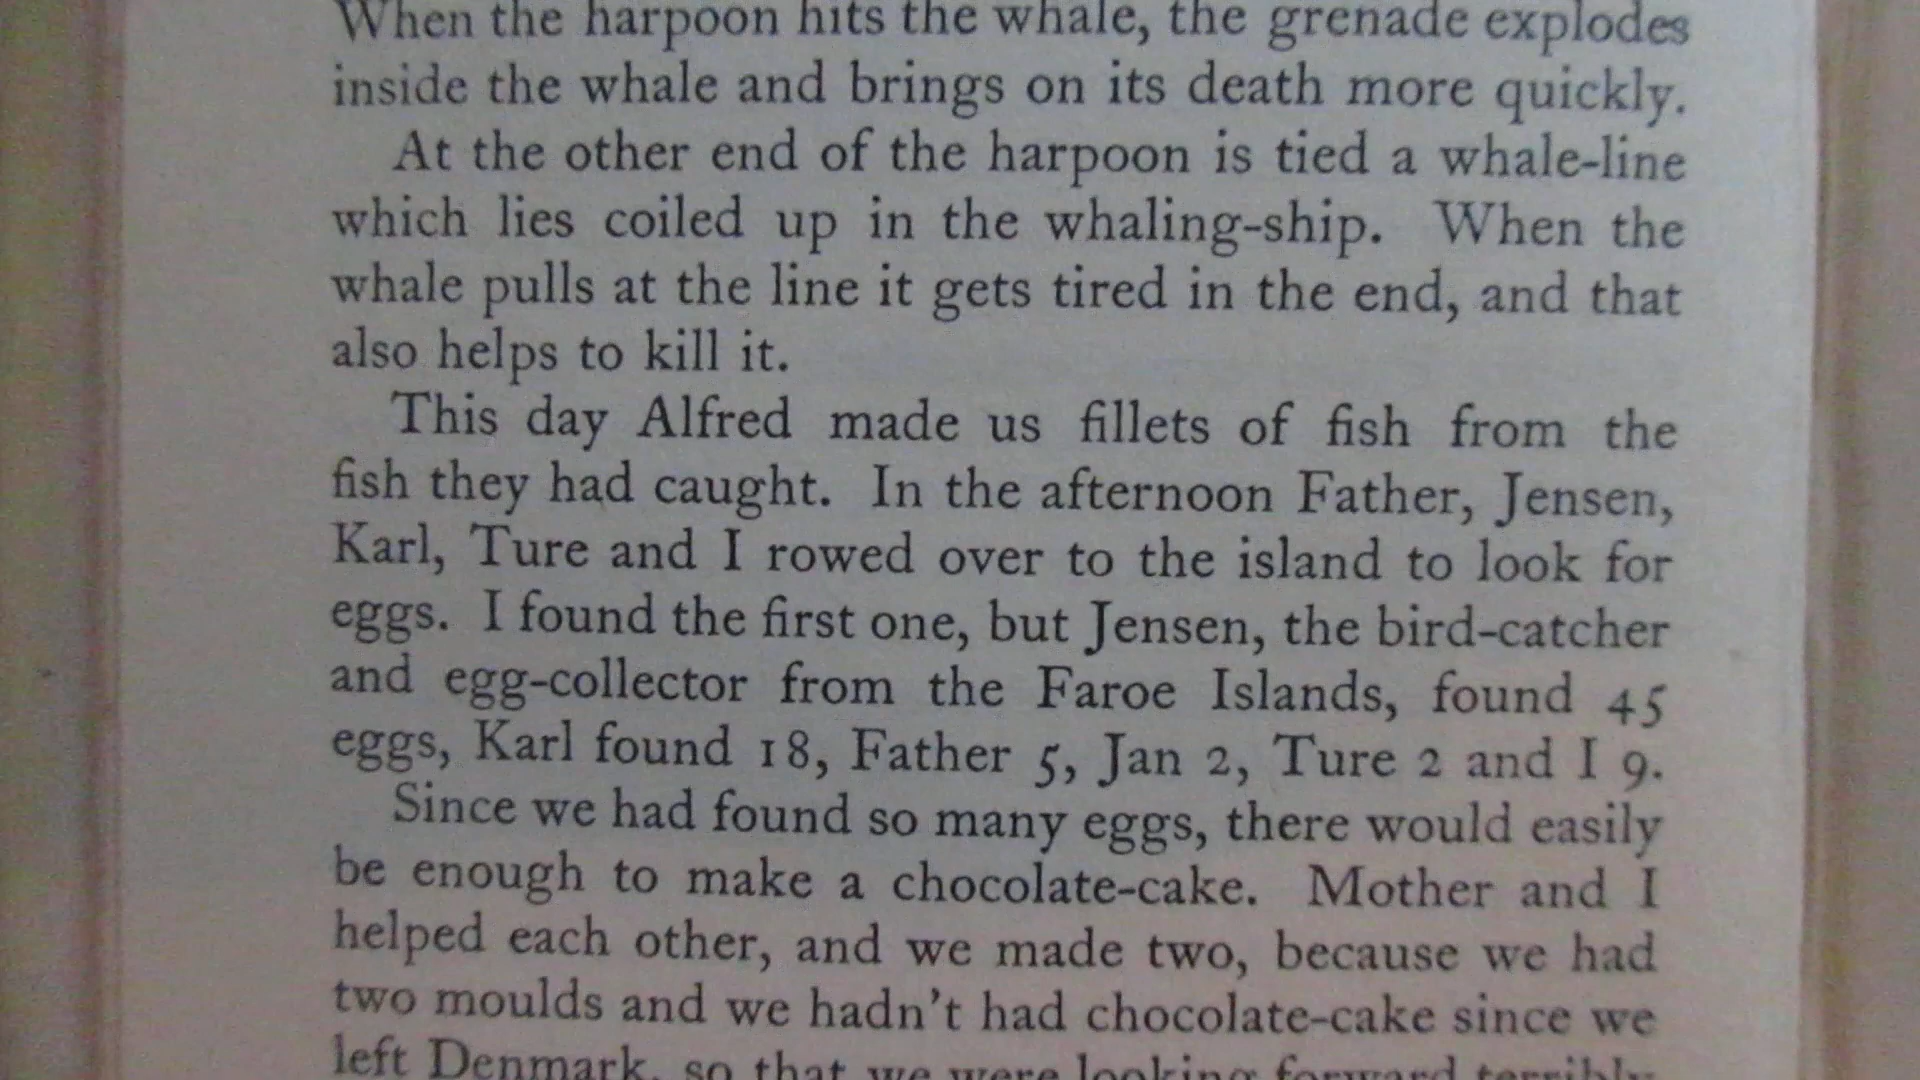 When the harpoon hits the whale, the grenade explodes
inside the whale and brings on its death more quickly.
At the other end of the harpoon is tied a whale-line
which lies coiled up in the whaling-ship. When the
whale pulls at the line it gets tired in the end, and that
also helps to kill it.
This day Alfred made us fillets of fish from the
fish they had caught. In the afternoon Father, Jensen,
Karl, Ture and I rowed over to the island to look for
eggs. I found the first one, but Jensen, the bird-catcher
and egg-collector from the Faroe Islands, found 45
eggs, Karl found 18, Father 5, Jan 2, Ture 2 and I 9.
Since we had found so many eggs, there would easily
be enough to make a chocolate-cake. Mother and I
helped each other, and we made two, because we had
two moulds and we hadn't had chocolate-cake since we
left Denmark, so that we were looking forward terribly